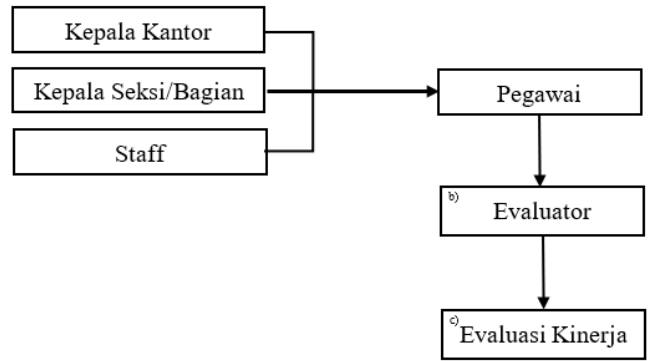 Kepala Kantor
Kepala Seksi/Bagian
Pegawai
Staff
b)
Evaluator
c)
Evaluasi Kinerja